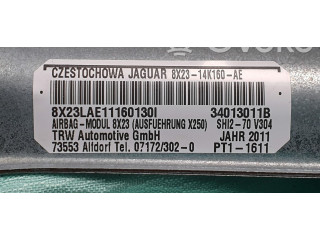 CZESTOCHOWA JAGUAR 8X23-14K160-AE
8X23LAE11160130I 34013011B
AIRBAG-MODUL 8X23 (AUSFUEHRUNG X250) SHI2-70 V304
TRW Automotive GmbH JAHR 2011
73553 Alfdorf Tel. 07172/302-0 PT1-1611